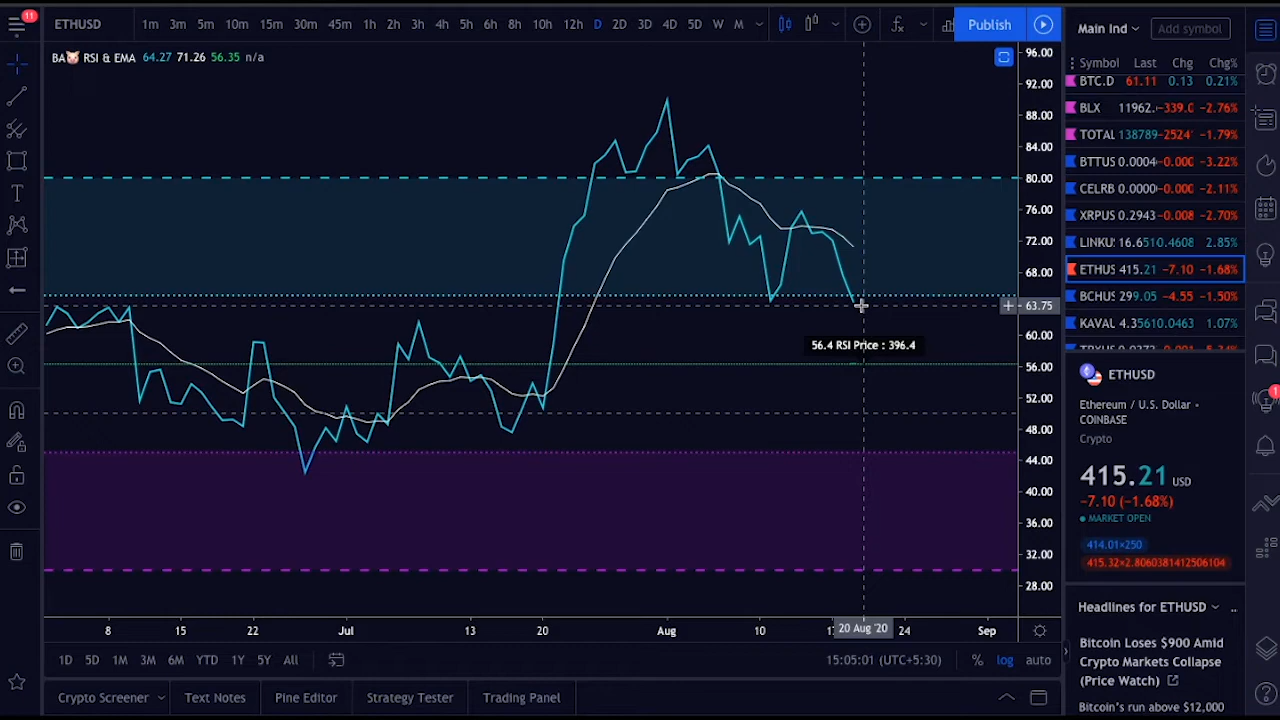 11
ETHUSD 1m 3m 5m 10m 15m 30m 45m 1h 2h 3h 4h 5h 6h 8h 10h 12h D 2D 3D 4D 5D W M Publish
Main Ind Add symbol
BA🐷 RSI & EMA 64.27 71.26 56.35 n/a
Symbol Last Chg Chg%
BTC.D 61.11 0.13 0.21%
BLX 11962. -339.0 -2.76%
TOTAL 138789 -2524 -1.79%
BTTUS 0.0004 -0.000 -3.22%
CELRB 0.0000 -0.000 -2.11%
XRPUS 0.2943 -0.008 -2.70%
LINKU 16.6510.4608 2.85%
ETHUS 415.21 -7.10 -1.68%
BCHUS 299.05 -4.55 -1.50%
KAVAL 4.35610.0463 1.07%
96.00
92.00
88.00
84.00
80.00
76.00
72.00
68.00
63.75
60.00
56.00
52.00
48.00
44.00
40.00
36.00
32.00
28.00
56.4 RSI Price : 396.4
ETHUSD
Ethereum / U.S. Dollar •
COINBASE
Crypto
415.21 USD
−7.10 (−1.68%)
MARKET OPEN
414.01×250
415.32×2.8060381412506104
1
8 15 22 Jul 13 20 Aug 10 20 Aug '20 24 Sep
1D 5D 1M 3M 6M YTD 1Y 5Y All
15:05:01 (UTC+5:30) % log auto
Crypto Screener Text Notes Pine Editor Strategy Tester Trading Panel
Headlines for ETHUSD
Bitcoin Loses $900 Amid
Crypto Markets Collapse
(Price Watch)
Bitcoin's run above $12,000